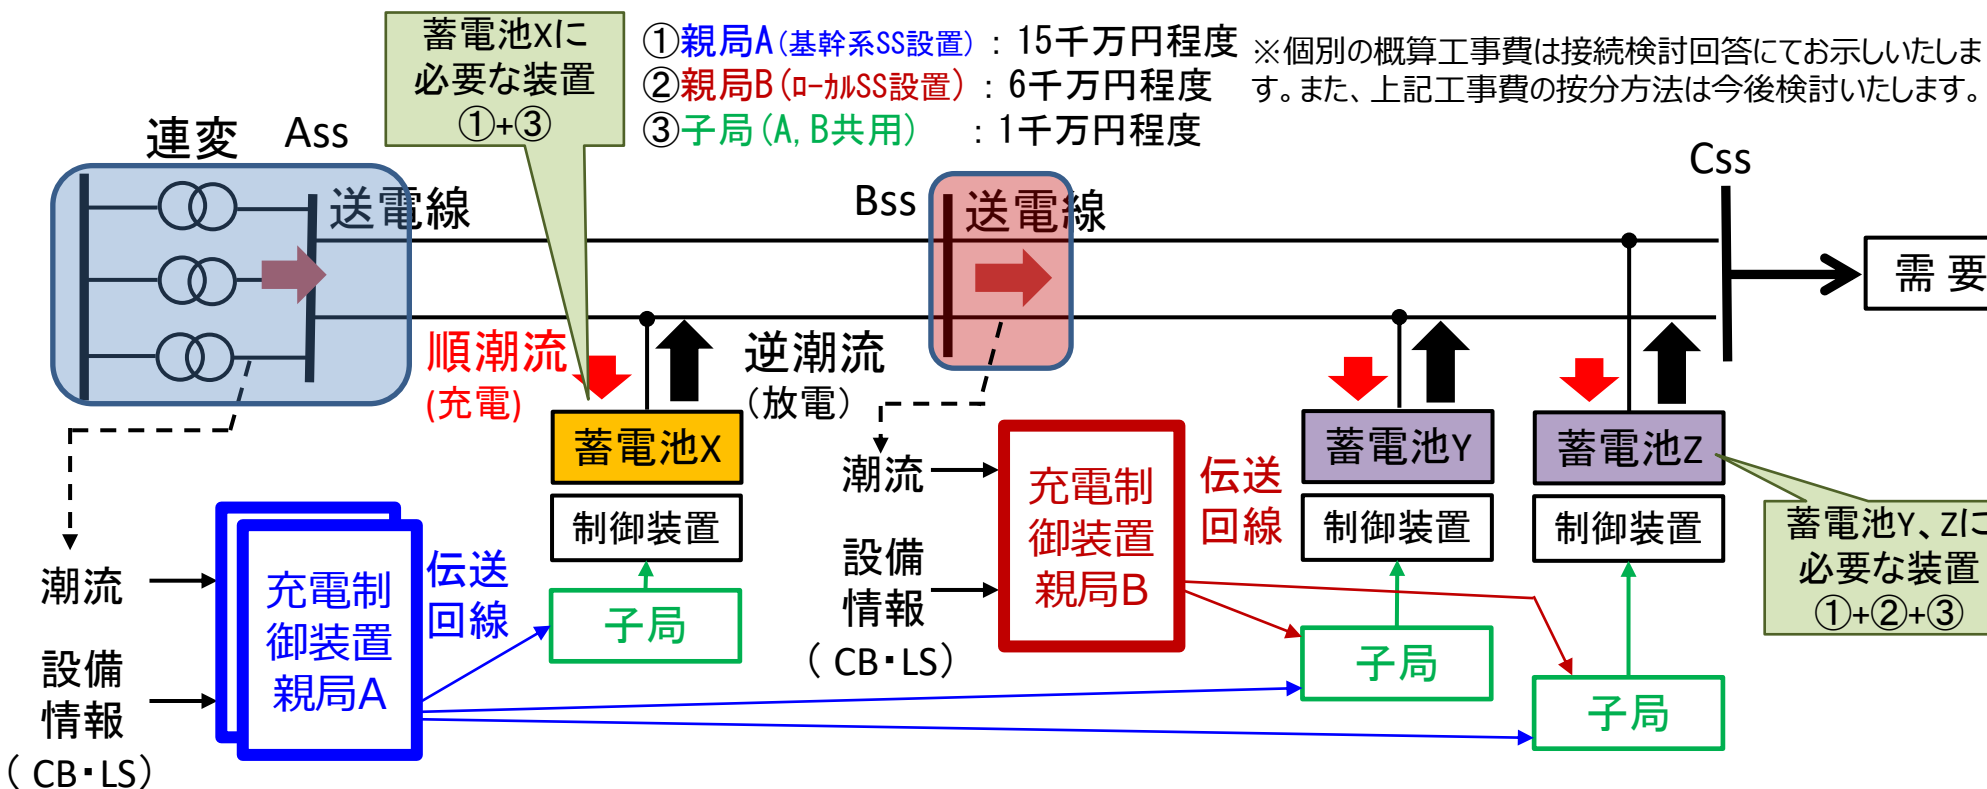 蓄電池Xに
必要な装置
①+③
①親局A(基幹系SS設置)：15千万円程度
②親局B(ﾛｰｶﾙSS設置)：6千万円程度
③子局(A,B共用)　：1千万円程度
※個別の概算工事費は接続検討回答にてお示しいたしま
す。また、上記工事費の按分方法は今後検討いたします。
連変
Ass
送電線
Bss
送電線
Css
需要
順潮流
(充電)
逆潮流
(放電)
蓄電池X
制御装置
子局
潮流
設備
情報
(CB・LS)
充電制
御装置
親局A
伝送
回線
潮流
設備
情報
(CB・LS)
充電制
御装置
親局B
伝送
回線
蓄電池Y
制御装置
子局
蓄電池Z
制御装置
子局
蓄電池Y、Zに
必要な装置
①+②+③